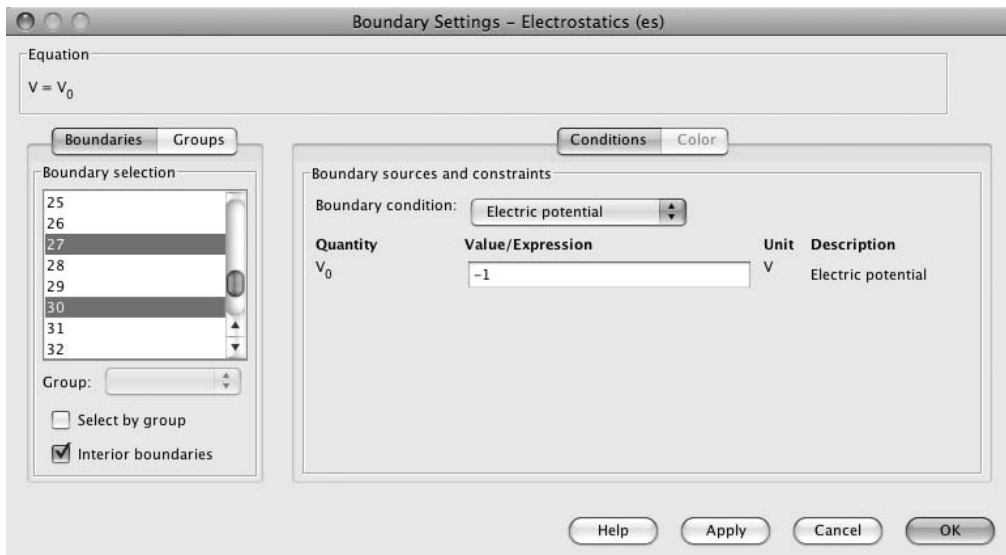 Boundary Settings – Electrostatics (es)
Equation
V = V₀
Boundaries Groups
Boundary selection
25
26
27
28
29
30
31
32
Group:
Select by group
Interior boundaries
Conditions Color
Boundary sources and constraints
Boundary condition: Electric potential
Quantity Value/Expression Unit Description
V₀ -1 V Electric potential
Help Apply Cancel OK